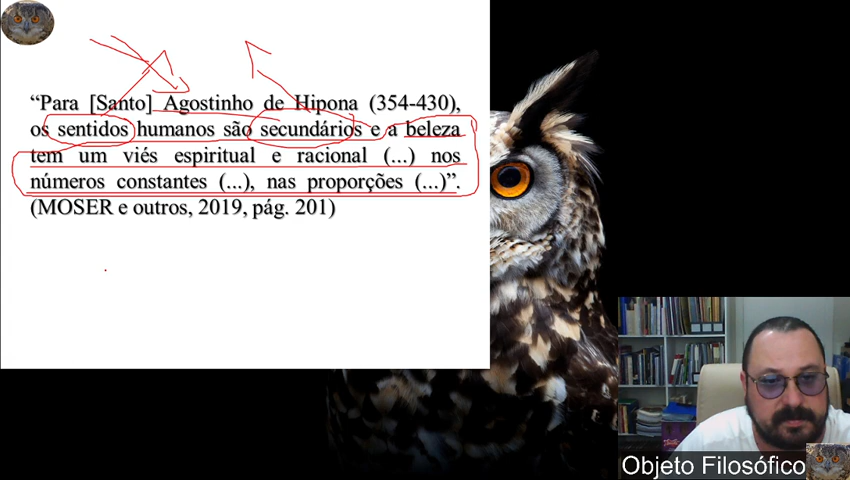 “Para [Santo] Agostinho de Hipona (354-430),
os sentidos humanos são secundários e a beleza
tem um viés espiritual e racional (...) nos
números constantes (...), nas proporções (...)”.
(MOSER e outros, 2019, pág. 201)
Objeto Filosófico